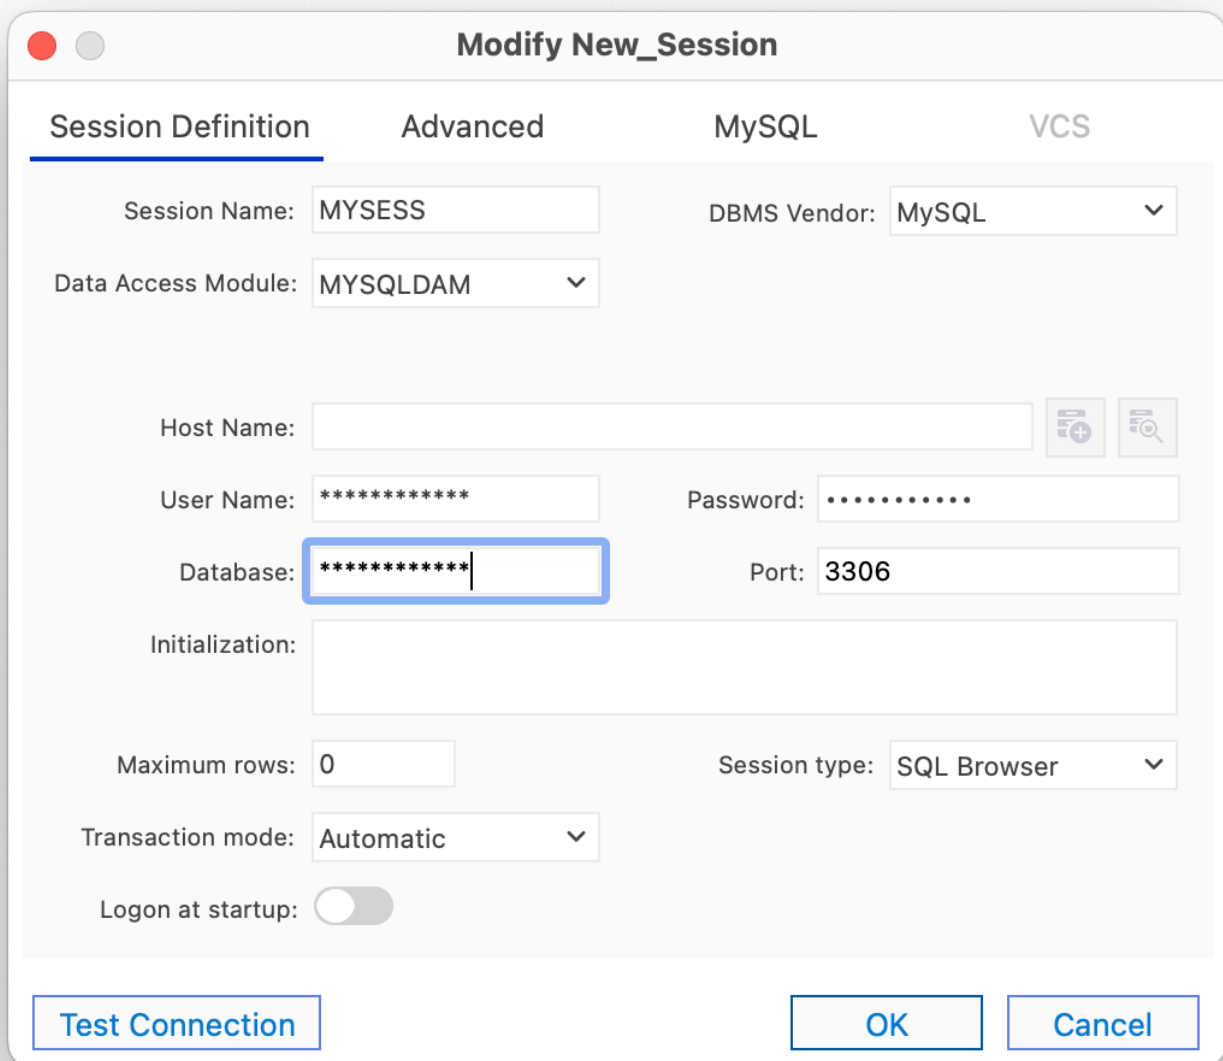 Modify New_Session
Session Definition Advanced MySQL VCS
Session Name: MYSESS DBMS Vendor: MySQL
Data Access Module: MYSQLDAM
Host Name:
User Name: ************ Password: •••••••••••
Database: ************ Port: 3306
Initialization:
Maximum rows: 0 Session type: SQL Browser
Transaction mode: Automatic
Logon at startup:
Test Connection OK Cancel